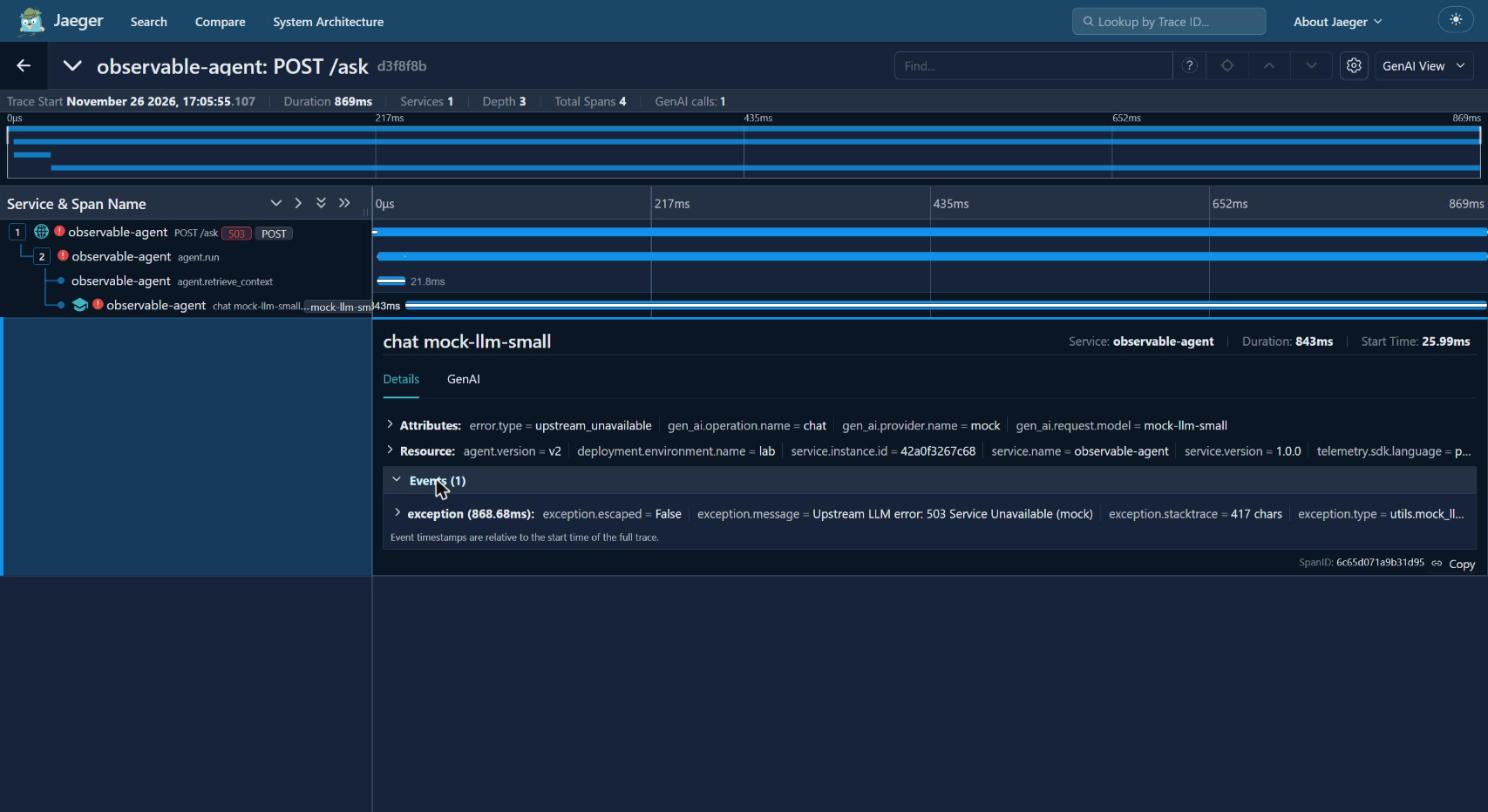 Jaeger Search Compare System Architecture Lookup by Trace ID... About Jaeger
observable-agent: POST /ask d3f8f8b Find... ? GenAI View
Trace Start November 26 2026, 17:05:55.107 Duration 869ms Services 1 Depth 3 Total Spans 4 GenAI calls: 1
0μs 217ms 435ms 652ms 869ms
Service & Span Name 0μs 217ms 435ms 652ms 869ms
1 observable-agent POST /ask 503 POST
2 observable-agent agent.run
observable-agent agent.retrieve_context 21.8ms
observable-agent chat mock-llm-small... ...mock-llm-sm 843ms
chat mock-llm-small Service: observable-agent Duration: 843ms Start Time: 25.99ms
Details GenAI
Attributes: error.type = upstream_unavailable gen_ai.operation.name = chat gen_ai.provider.name = mock gen_ai.request.model = mock-llm-small
Resource: agent.version = v2 deployment.environment.name = lab service.instance.id = 42a0f3267c68 service.name = observable-agent service.version = 1.0.0 telemetry.sdk.language = p...
Events (1)
exception (868.68ms): exception.escaped = False exception.message = Upstream LLM error: 503 Service Unavailable (mock) exception.stacktrace = 417 chars exception.type = utils.mock_ll...
Event timestamps are relative to the start time of the full trace.
SpanID: 6c65d071a9b31d95 Copy